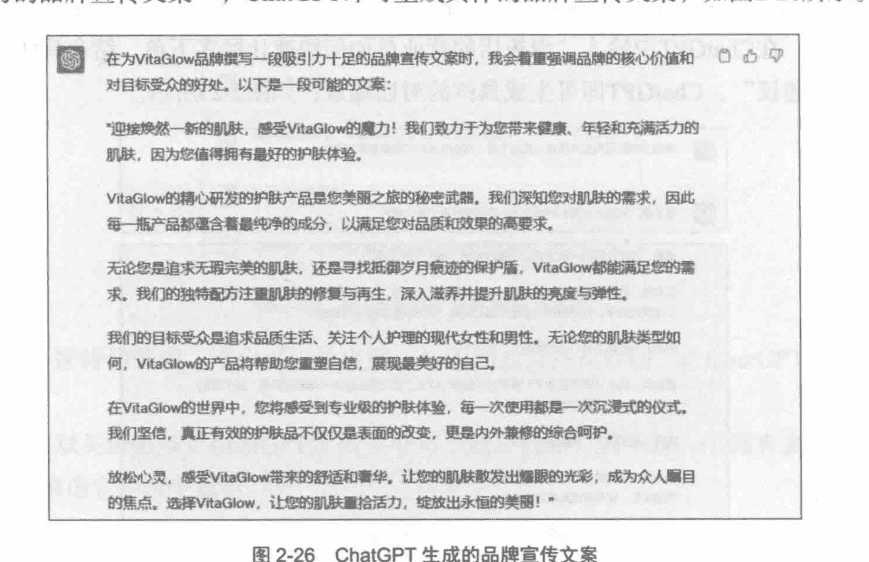 在为VitaGlow品牌撰写一段吸引力十足的品牌宣传文案时，我会着重强调品牌的核心价值和
对目标受众的好处。以下是一段可能的文案：
"迎接焕然一新的肌肤，感受VitaGlow的魔力！我们致力于为您带来健康、年轻和充满活力的
肌肤，因为您值得拥有最好的护肤体验。
VitaGlow的精心研发的护肤产品是您美丽之旅的秘密武器。我们深知您对肌肤的需求，因此
每一瓶产品都蕴含着最纯净的成分，以满足您对品质和效果的高要求。
无论您是追求无瑕完美的肌肤，还是寻找抵御岁月痕迹的保护盾，VitaGlow都能满足您的需
求。我们的独特配方注重肌肤的修复与再生，深入滋养并提升肌肤的亮度与弹性。
我们的目标受众是追求品质生活、关注个人护理的现代女性和男性。无论您的肌肤类型如
何，VitaGlow的产品将帮助您重塑自信，展现最美好的自己。
在VitaGlow的世界中，您将感受到专业级的护肤体验，每一次使用都是一次沉浸式的仪式。
我们坚信，真正有效的护肤品不仅仅是表面的改变，更是内外兼修的综合呵护。
放松心灵，感受VitaGlow带来的舒适和奢华。让您的肌肤散发出耀眼的光彩，成为众人瞩目
的焦点。选择VitaGlow，让您的肌肤重拾活力，绽放出永恒的美丽！"
图 2-26 ChatGPT 生成的品牌宣传文案